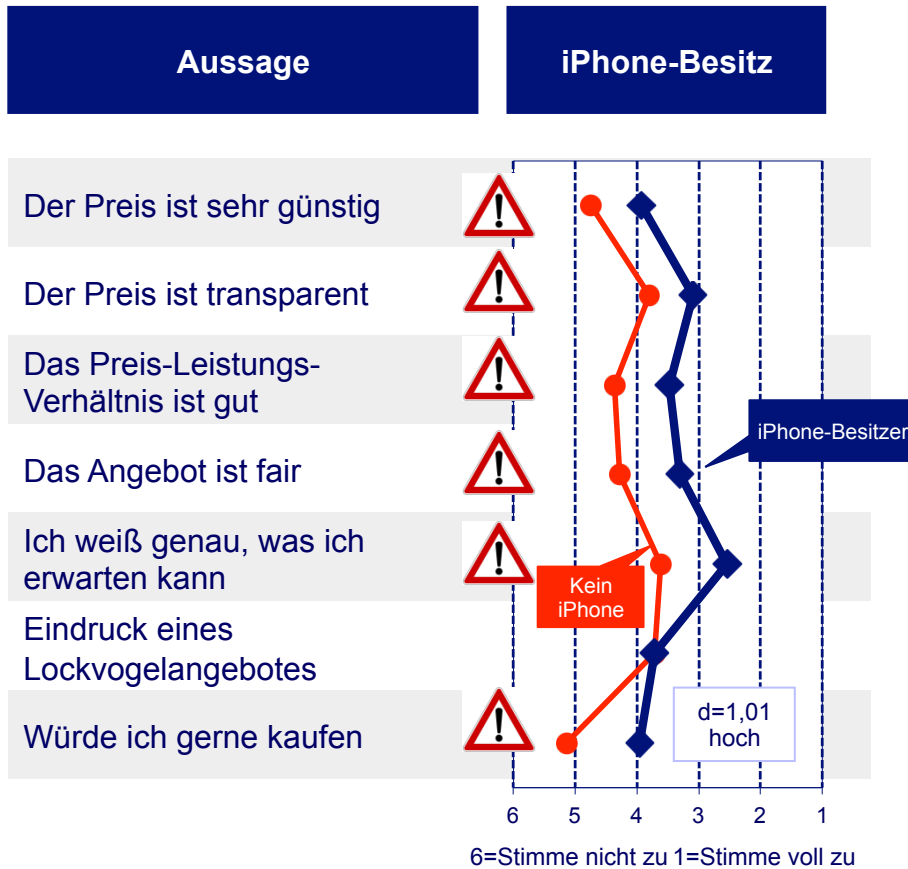 Aussage
iPhone-Besitz
Der Preis ist sehr günstig
Der Preis ist transparent
Das Preis-Leistungs-
Verhältnis ist gut
iPhone-Besitzer
Das Angebot ist fair
Ich weiß genau, was ich
erwarten kann
Kein
iPhone
Eindruck eines
Lockvogelangebotes
Würde ich gerne kaufen
d=1,01
hoch
6 5 4 3 2 1
6=Stimme nicht zu 1=Stimme voll zu